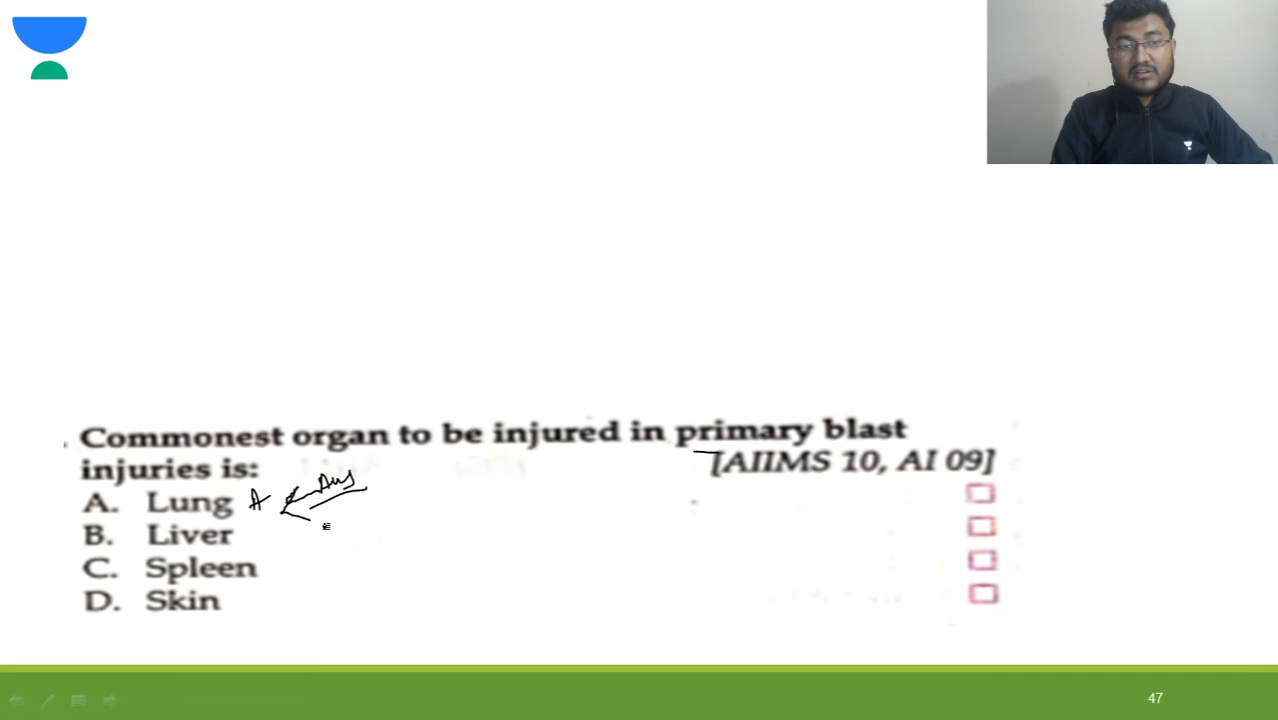 . Commonest organ to be injured in primary blast
injuries is: [AIIMS 10, AI 09]
A. Lung A Ans
B. Liver
C. Spleen
D. Skin
47